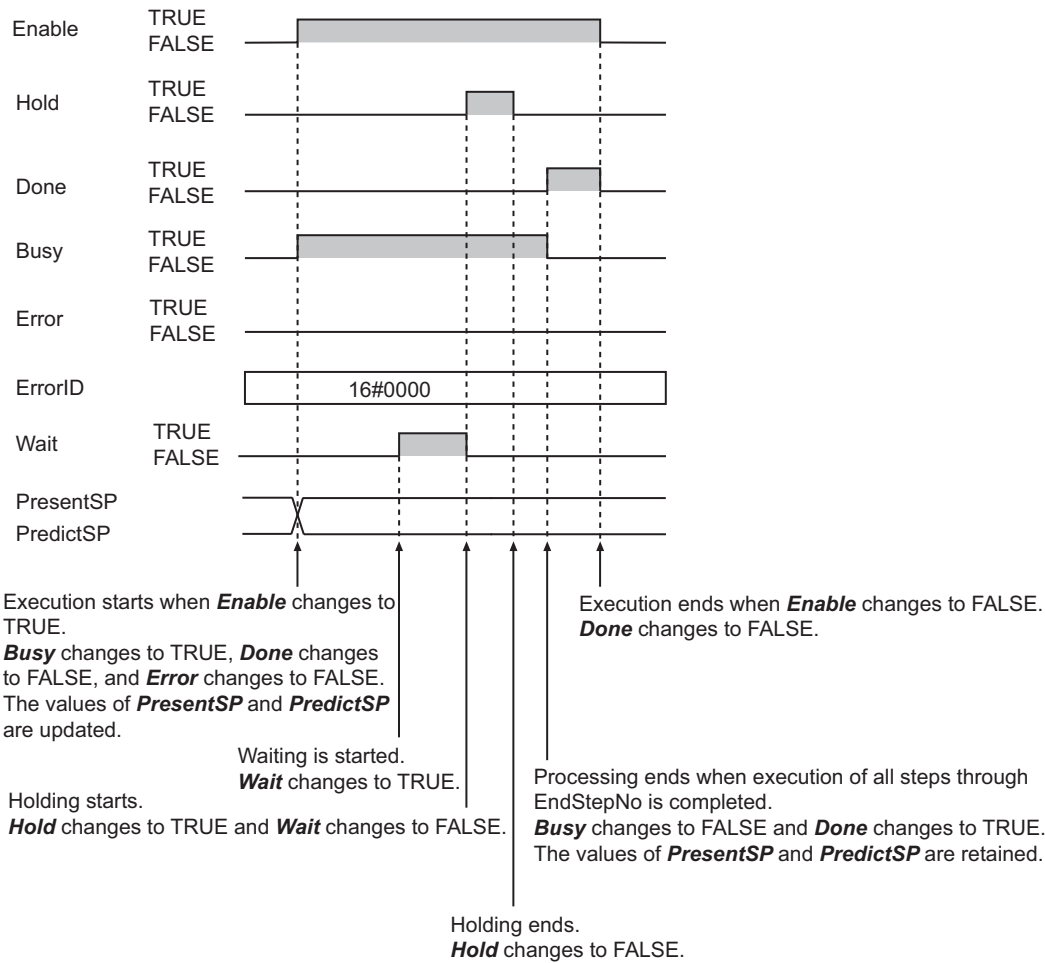 Enable TRUE
FALSE
Hold TRUE
FALSE
Done TRUE
FALSE
Busy TRUE
FALSE
Error TRUE
FALSE
ErrorID 16#0000
Wait TRUE
FALSE
PresentSP
PredictSP
Execution starts when Enable changes to
TRUE.
Busy changes to TRUE, Done changes
to FALSE, and Error changes to FALSE.
The values of PresentSP and PredictSP
are updated.
Execution ends when Enable changes to FALSE.
Done changes to FALSE.
Waiting is started.
Wait changes to TRUE.
Holding starts.
Hold changes to TRUE and Wait changes to FALSE.
Processing ends when execution of all steps through
EndStepNo is completed.
Busy changes to FALSE and Done changes to TRUE.
The values of PresentSP and PredictSP are retained.
Holding ends.
Hold changes to FALSE.